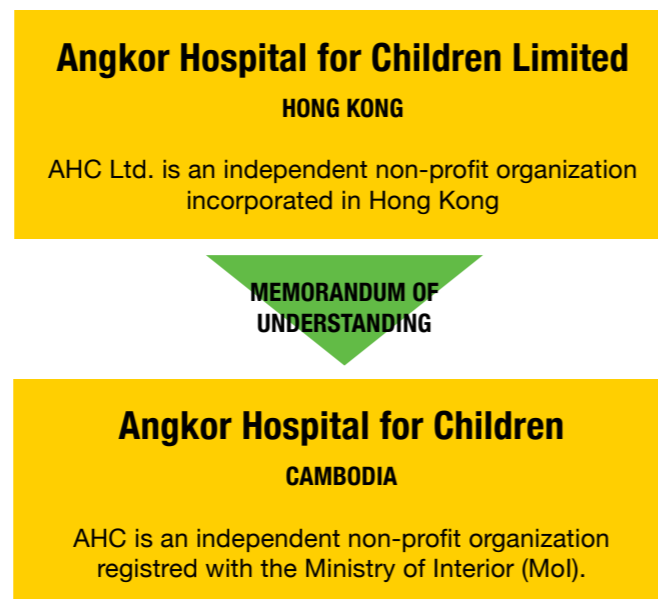 Angkor Hospital for Children Limited
HONG KONG
AHC Ltd. is an independent non-profit organization
incorporated in Hong Kong
MEMORANDUM OF
UNDERSTANDING
Angkor Hospital for Children
CAMBODIA
AHC is an independent non-profit organization
registred with the Ministry of Interior (MoI).